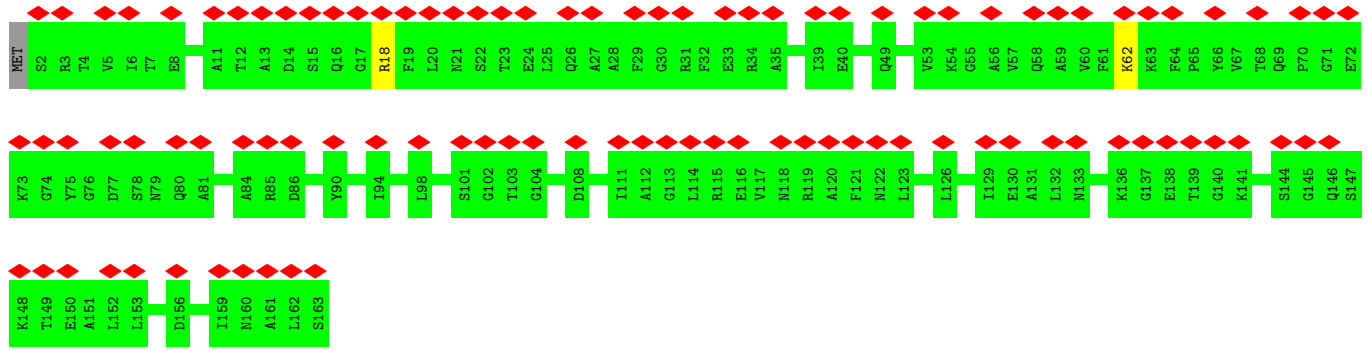 MET S2 R3 T4 V5 I6 T7 E8 A11 T12 A13 D14 S15 Q16 G17 R18 F19 L20 N21 S22 T23 E24 L25 Q26 A27 A28 F29 G30 R31 F32 E33 R34 A35 I39 E40 Q49 V53 K54 G55 A56 V57 Q58 A59 V60 F61 K62 K63 F64 P65 Y66 V67 T68 Q69 P70 G71 E72
K73 G74 Y75 G76 D77 S78 N79 Q80 A81 A84 R85 D86 Y90 I94 L98 S101 G102 T103 G104 D108 I111 A112 G113 L114 R115 E116 V117 N118 R119 A120 F121 N122 L123 L126 I129 E130 A131 L132 N133 K136 G137 E138 T139 G140 K141 S144 G145 Q146 S147
K148 T149 E150 A151 L152 L153 D156 I159 N160 A161 L162 S163